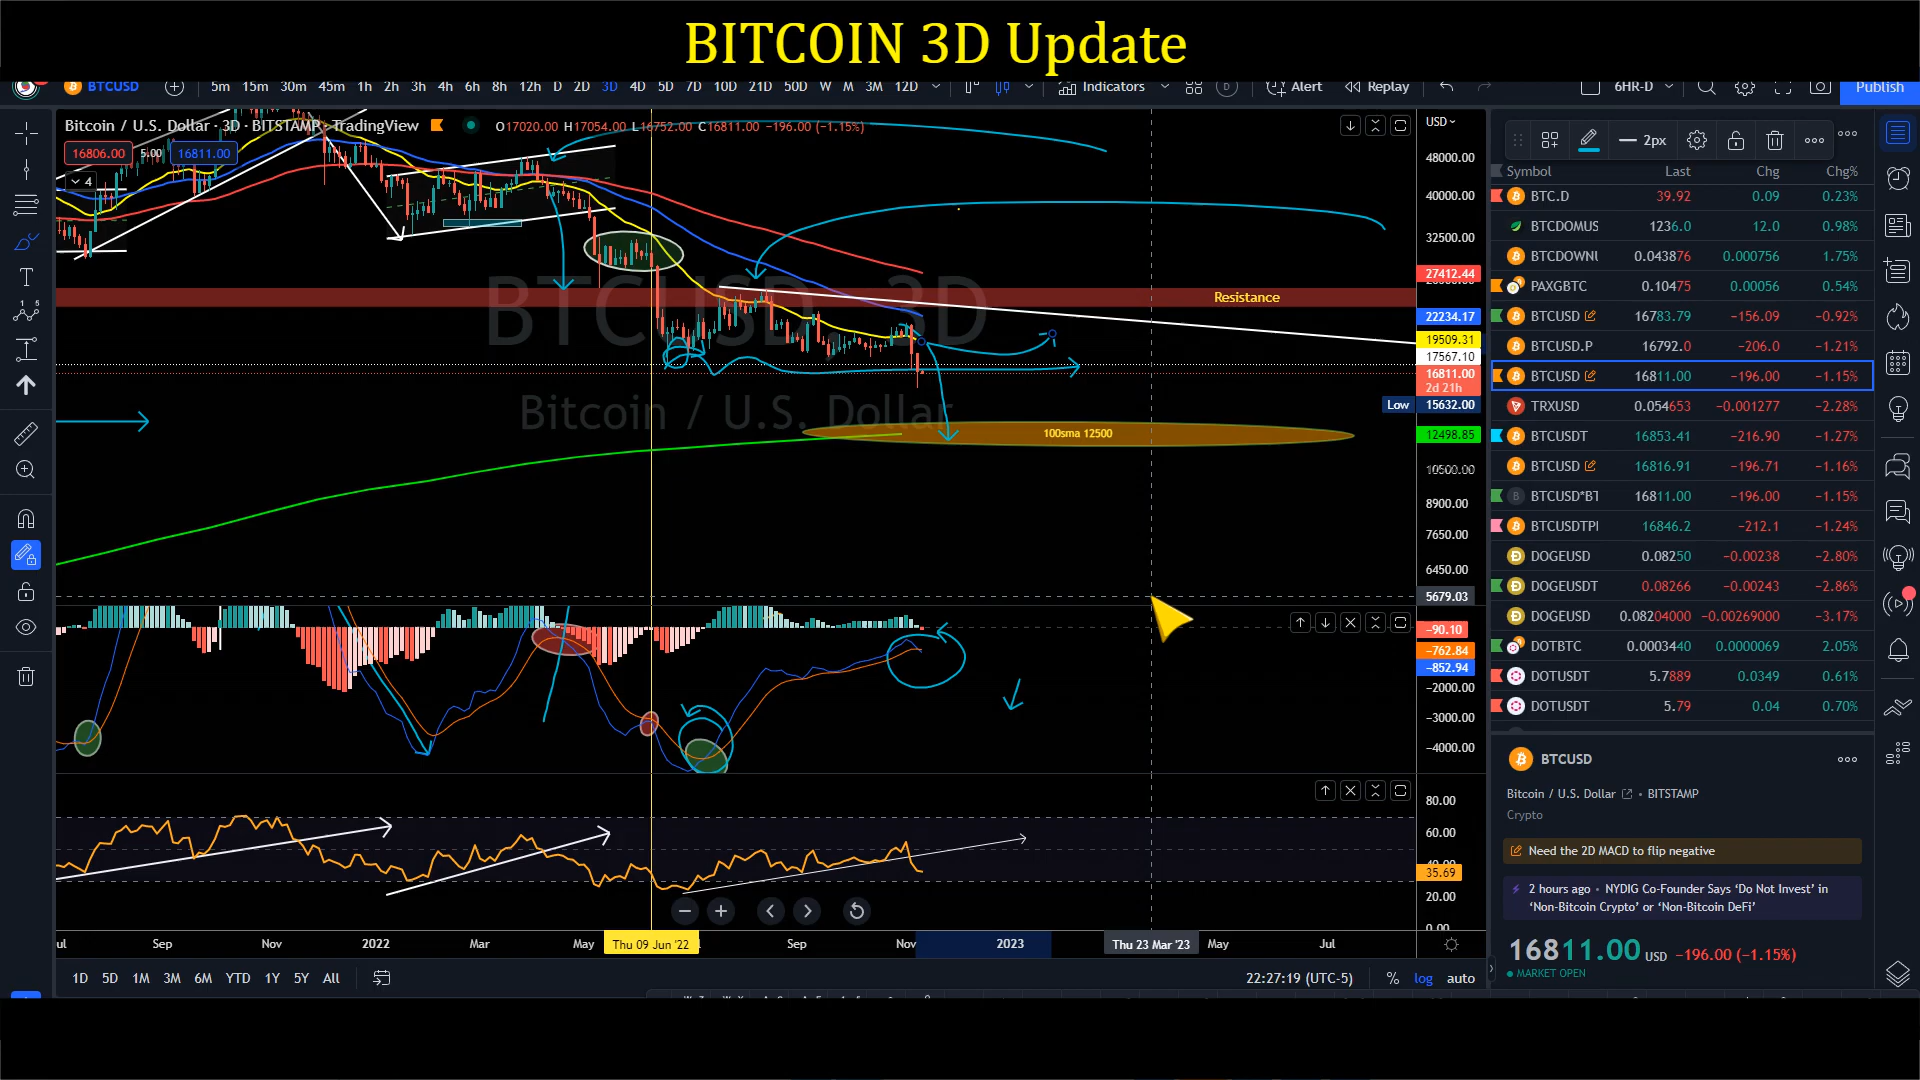 BITCOIN 3D Update
BTCUSD 5m 15m 30m 45m 1h 2h 3h 4h 6h 8h 12h D 2D 3D 4D 5D 7D 10D 21D 50D W M 3M 12D Indicators D Alert Replay 6HR-D Publish
Bitcoin / U.S. Dollar · 3D · BITSTAMP · TradingView O17020.00 H17054.00 L16752.00 C16811.00 −196.00 (−1.15%)
16806.00 5.00 16811.00
4
USD
48000.00
40000.00
32500.00
27412.44
Resistance
22234.17
19509.31
17567.10
16811.00
2d 21h
Low 15632.00
100sma 12500
12498.85
10500.00
8900.00
7650.00
6450.00
5679.03
BTCUSD, 3D
Bitcoin / U.S. Dollar
−90.10
−762.84
−852.94
−2000.00
−3000.00
−4000.00
80.00
60.00
40.00
35.69
20.00
0.00
ul Sep Nov 2022 Mar May Thu 09 Jun '22 Sep Nov 2023 Thu 23 Mar '23 May Jul
1D 5D 1M 3M 6M YTD 1Y 5Y All 22:27:19 (UTC-5) % log auto
2px
Symbol Last Chg Chg%
BTC.D 39.92 0.09 0.23%
BTCDOMUS 1236.0 12.0 0.98%
BTCDOWNU 0.043876 0.000756 1.75%
PAXGBTC 0.10475 0.00056 0.54%
BTCUSD 16783.79 −156.09 −0.92%
BTCUSD.P 16792.0 −206.0 −1.21%
BTCUSD 16811.00 −196.00 −1.15%
TRXUSD 0.054653 −0.001277 −2.28%
BTCUSDT 16853.41 −216.90 −1.27%
BTCUSD 16816.91 −196.71 −1.16%
BTCUSD*BT 16811.00 −196.00 −1.15%
BTCUSDTPI 16846.2 −212.1 −1.24%
DOGEUSD 0.08250 −0.00238 −2.80%
DOGEUSDT 0.08266 −0.00243 −2.86%
DOGEUSD 0.08204000 −0.00269000 −3.17%
DOTBTC 0.0003440 0.0000069 2.05%
DOTUSDT 5.7889 0.0349 0.61%
DOTUSDT 5.79 0.04 0.70%
BTCUSD
Bitcoin / U.S. Dollar • BITSTAMP
Crypto
Need the 2D MACD to flip negative
2 hours ago • NYDIG Co-Founder Says ‘Do Not Invest’ in
‘Non-Bitcoin Crypto’ or ‘Non-Bitcoin DeFi’
16811.00 USD −196.00 (−1.15%)
MARKET OPEN